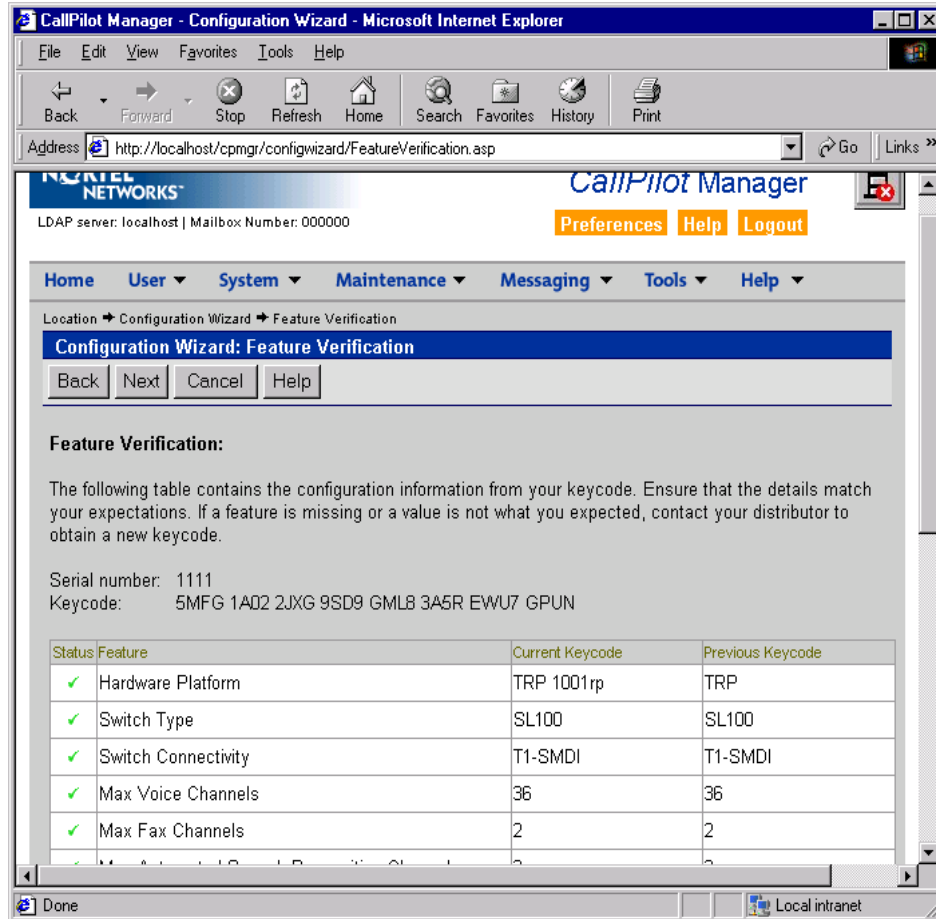 CallPilot Manager - Configuration Wizard - Microsoft Internet Explorer
File Edit View Favorites Tools Help
Back Forward Stop Refresh Home Search Favorites History Print
Address http://localhost/cpmgr/configwizard/FeatureVerification.asp Go Links »
NORTEL
NETWORKS™
CallPilot Manager
LDAP server: localhost | Mailbox Number: 000000
Preferences Help Logout
Home User System Maintenance Messaging Tools Help
Location ➔ Configuration Wizard ➔ Feature Verification
Configuration Wizard: Feature Verification
Back Next Cancel Help
Feature Verification:
The following table contains the configuration information from your keycode. Ensure that the details match
your expectations. If a feature is missing or a value is not what you expected, contact your distributor to
obtain a new keycode.
Serial number: 1111
Keycode: 5MFG 1A02 2JXG 9SD9 GML8 3A5R EWU7 GPUN
Status Feature Current Keycode Previous Keycode
Hardware Platform TRP 1001rp TRP
Switch Type SL100 SL100
Switch Connectivity T1-SMDI T1-SMDI
Max Voice Channels 36 36
Max Fax Channels 2 2
Done Local intranet